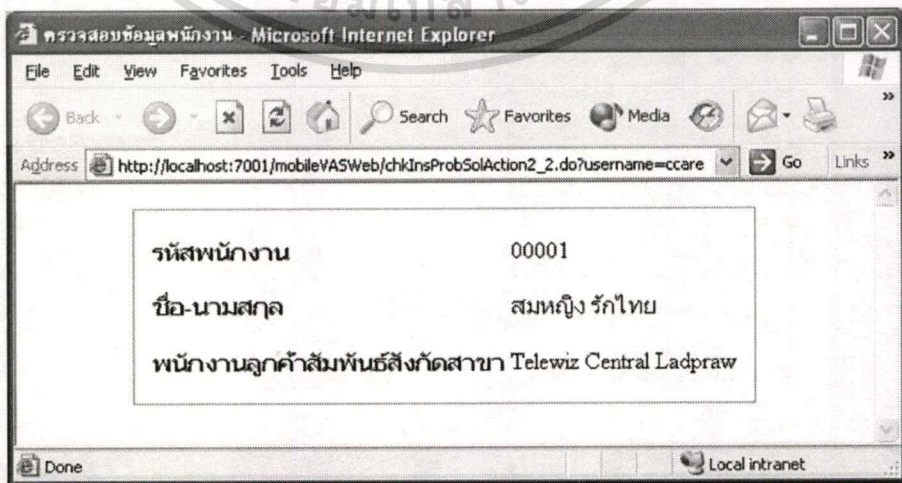 ตรวจสอบข้อมูลพนักงาน - Microsoft Internet Explorer
File Edit View Favorites Tools Help
Back Search Favorites Media
Address http://localhost:7001/mobileVASWeb/chkInsProbSolAction2_2.do?username=ccare Go Links »
รหัสพนักงาน 00001
ชื่อ-นามสกุล สมหญิง รักไทย
พนักงานลูกค้าสัมพันธ์สังกัดสาขา Telewiz Central Ladpraw
Done Local intranet